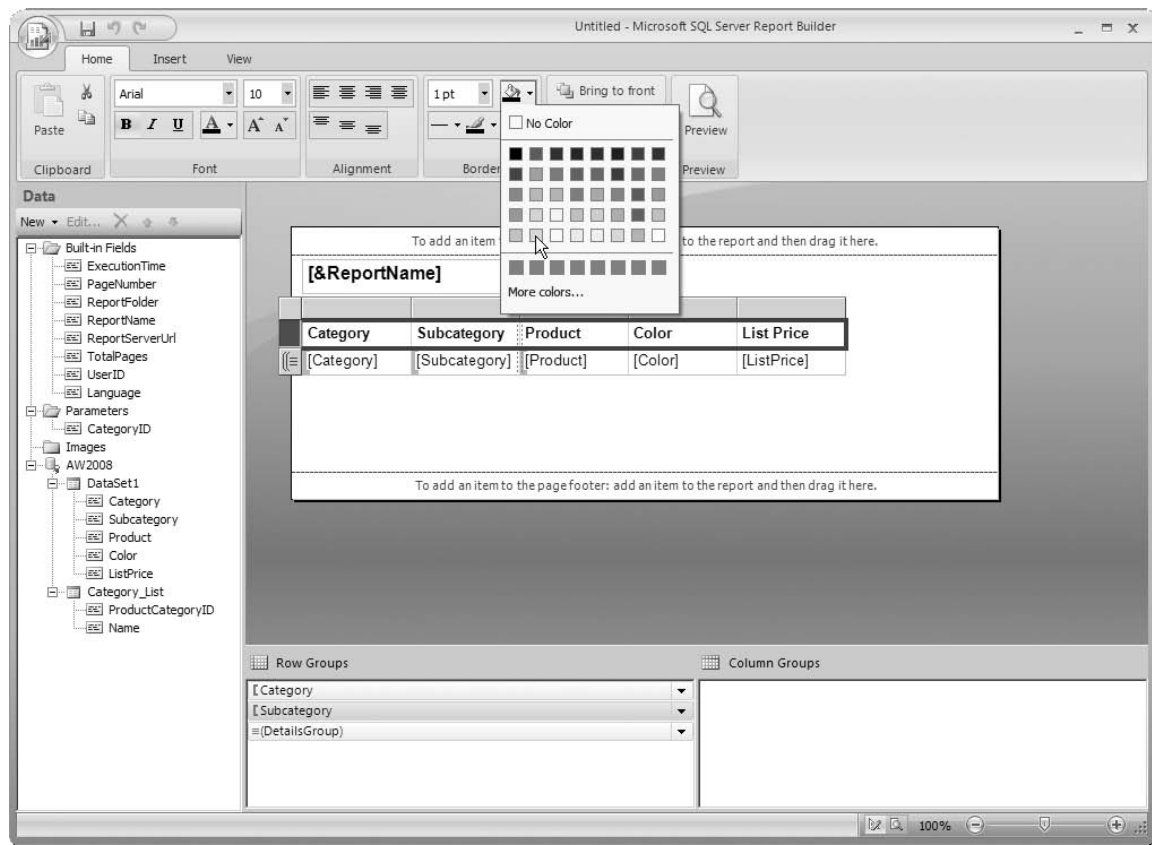 Untitled - Microsoft SQL Server Report Builder
Home Insert View
Arial 10 1 pt Bring to front
Paste B I U A A A No Color Preview
Clipboard Font Alignment Border Preview
Data
New Edit...
Built-in Fields
ExecutionTime
PageNumber
ReportFolder
ReportName
ReportServerUrl
TotalPages
UserID
Language
Parameters
CategoryID
Images
AW2008
DataSet1
Category
Subcategory
Product
Color
ListPrice
Category_List
ProductCategoryID
Name
More colors...
To add an item to the report and then drag it here.
[&ReportName]
Category Subcategory Product Color List Price
[Category] [Subcategory] [Product] [Color] [ListPrice]
To add an item to the page footer: add an item to the report and then drag it here.
Row Groups Column Groups
[Category
[Subcategory
≡(DetailsGroup)
100%